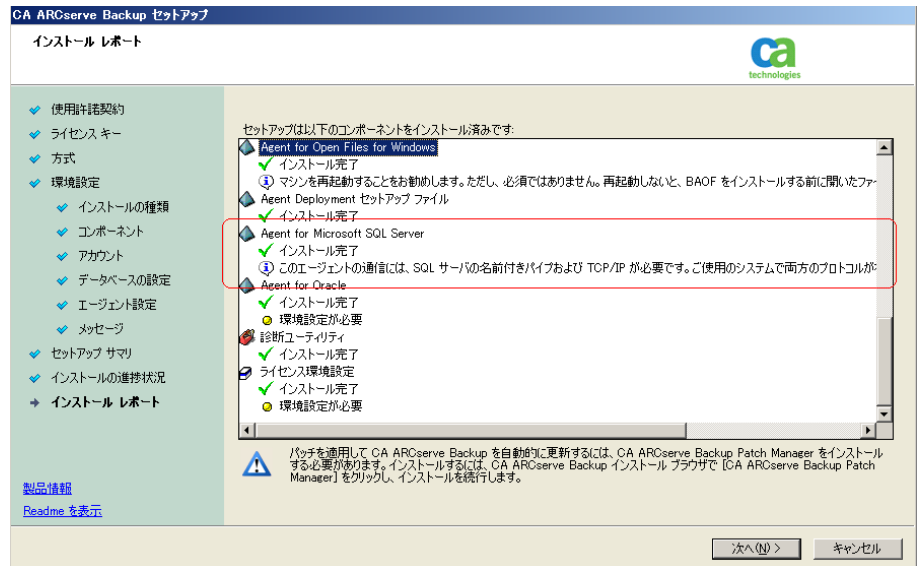 CA ARCserve Backup セットアップ
インストール レポート
ca
technologies
使用許諾契約
ライセンス キー
方式
環境設定
インストールの種類
コンポーネント
アカウント
データベースの設定
エージェント設定
メッセージ
セットアップ サマリ
インストールの進捗状況
インストール レポート
製品情報
Readme を表示
セットアップは以下のコンポーネントをインストール済みです:
Agent for Open Files for Windows
インストール完了
マシンを再起動することをお勧めします。ただし、必須ではありません。再起動しないと、BAOF をインストールする前に開いたファ
Agent Deployment セットアップ ファイル
インストール完了
Agent for Microsoft SQL Server
インストール完了
このエージェントの通信には、SQL サーバの名前付きパイプおよび TCP/IP が必要です。ご使用のシステムで両方のプロトコルが
Agent for Oracle
インストール完了
環境設定が必要
診断ユーティリティ
インストール完了
ライセンス環境設定
インストール完了
環境設定が必要
パッチを適用して CA ARCserve Backup を自動的に更新するには、CA ARCserve Backup Patch Manager をインストール
する必要があります。インストールするには、CA ARCserve Backup インストール ブラウザで [CA ARCserve Backup Patch
Manager] をクリックし、インストールを続行します。
次へ(N) >
キャンセル